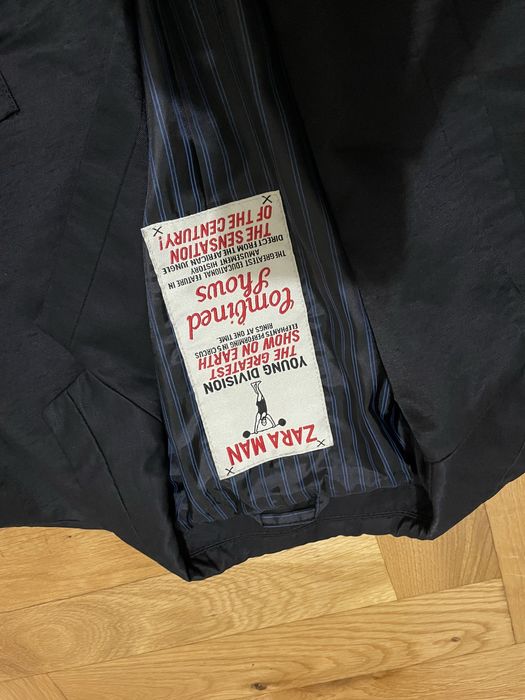 ZARA MAN
YOUNG DIVISION
THE GREATEST
SHOW ON EARTH
ELEPHANTS PERFORMING IN 5 CIRCUS
RINGS AT ONE TIME
Combined
Shows
THE GREATEST EDUCATIONAL FEATURE IN
AMUSEMENT HISTORY
DIRECT FROM THE AFRICAN JUNGLE
THE SENSATION
OF THE CENTURY!